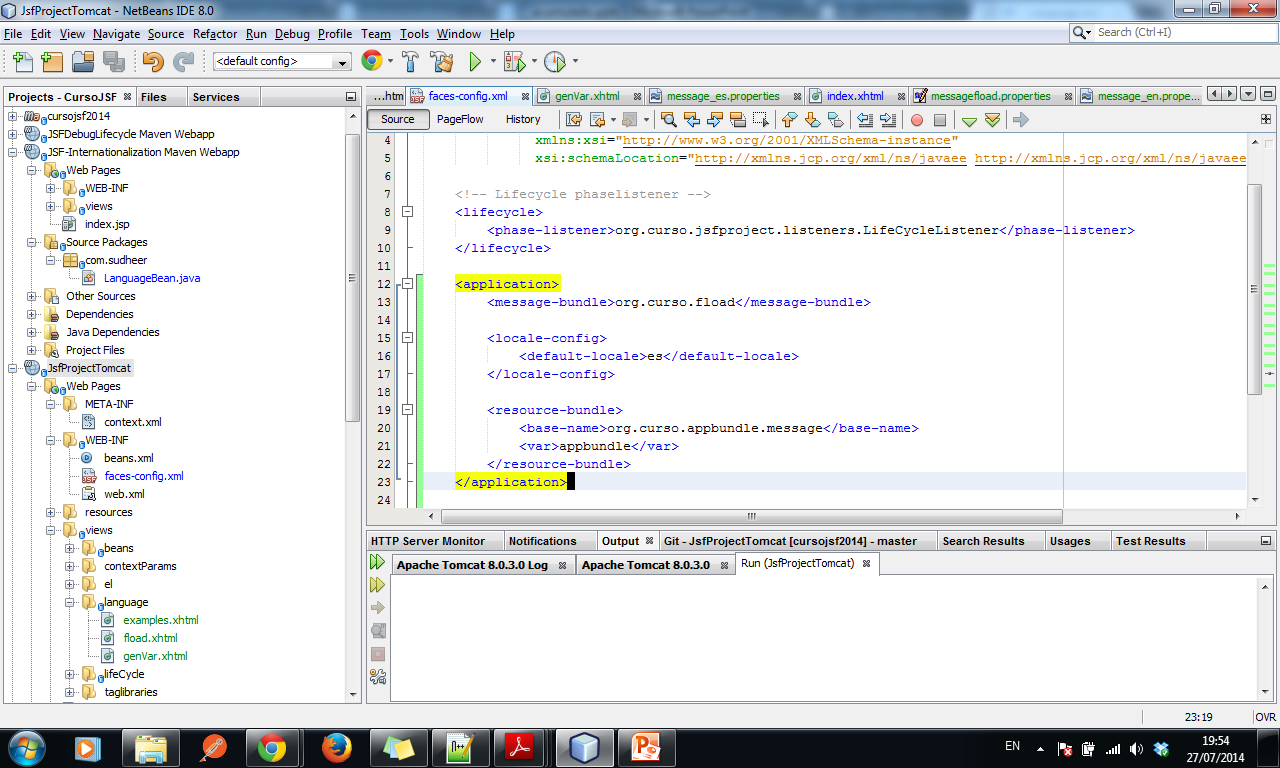 JsfProjectTomcat - NetBeans IDE 8.0
File Edit View Navigate Source Refactor Run Debug Profile Team Tools Window Help
Search (Ctrl+I)
<default config>
Projects - CursoJSF Files Services
...htm faces-config.xml genVar.xhtml message_es.properties index.xhtml messagefload.properties message_en.prope...
Source PageFlow History
cursojsf2014
JSFDebugLifecycle Maven Webapp
JSF-Internationalization Maven Webapp
Web Pages
WEB-INF
views
index.jsp
Source Packages
com.sudheer
LanguageBean.java
Other Sources
Dependencies
Java Dependencies
Project Files
JsfProjectTomcat
Web Pages
META-INF
context.xml
WEB-INF
beans.xml
faces-config.xml
web.xml
resources
views
beans
contextParams
el
language
examples.xhtml
fload.xhtml
genVar.xhtml
lifeCycle
taglibraries
4 xmlns:xsi="http://www.w3.org/2001/XMLSchema-instance"
5 xsi:schemaLocation="http://xmlns.jcp.org/xml/ns/javaee http://xmlns.jcp.org/xml/ns/javaee
6
7 <!-- Lifecycle phaselistener -->
8 <lifecycle>
9 <phase-listener>org.curso.jsfproject.listeners.LifeCycleListener</phase-listener>
10 </lifecycle>
11
12 <application>
13 <message-bundle>org.curso.fload</message-bundle>
14
15 <locale-config>
16 <default-locale>es</default-locale>
17 </locale-config>
18
19 <resource-bundle>
20 <base-name>org.curso.appbundle.message</base-name>
21 <var>appbundle</var>
22 </resource-bundle>
23 </application>
24
HTTP Server Monitor Notifications Output Git - JsfProjectTomcat [cursojsf2014] - master Search Results Usages Test Results
Apache Tomcat 8.0.3.0 Log Apache Tomcat 8.0.3.0 Run (JsfProjectTomcat)
23:19 OVR
EN
19:54
27/07/2014